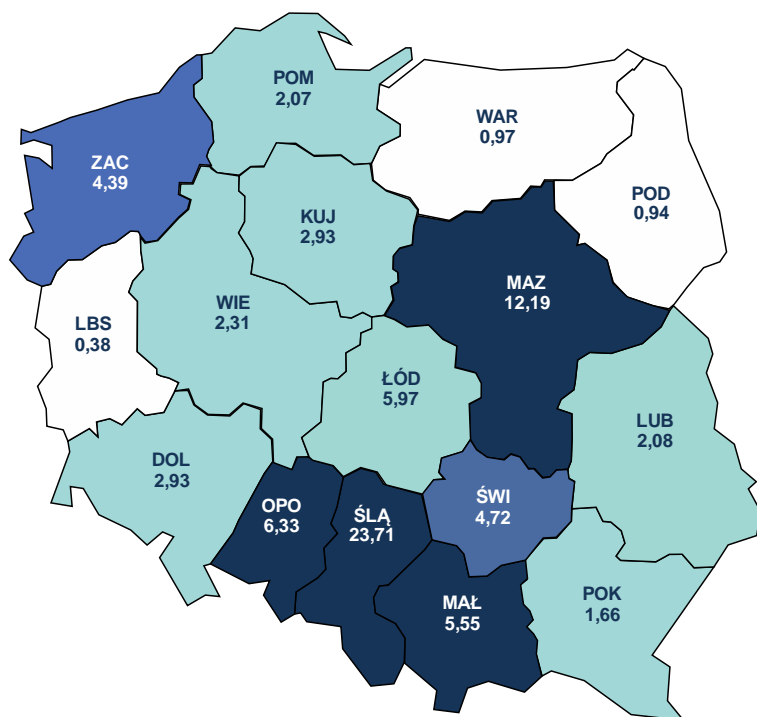 POM
2,07
WAR
0,97
ZAC
4,39
POD
0,94
KUJ
2,93
MAZ
12,19
WIE
2,31
LBS
0,38
ŁÓD
5,97
LUB
2,08
DOL
2,93
OPO
6,33
ŚLĄ
23,71
ŚWI
4,72
MAŁ
5,55
POK
1,66